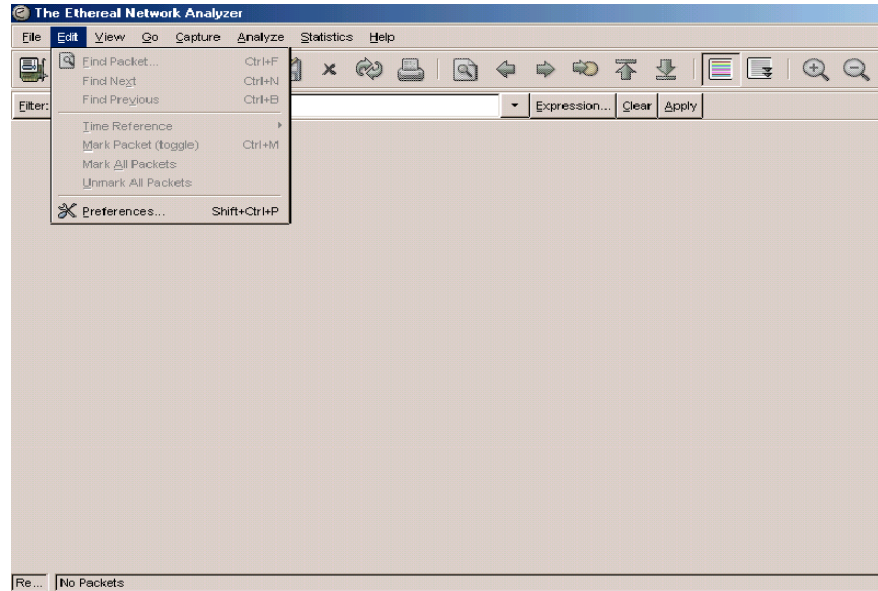 The Ethereal Network Analyzer
File Edit View Go Capture Analyze Statistics Help
Find Packet... Ctrl+F
Find Next Ctrl+N
Find Previous Ctrl+B
Filter: Expression... Clear Apply
Time Reference
Mark Packet (toggle) Ctrl+M
Mark All Packets
Unmark All Packets
Preferences... Shift+Ctrl+P
Re... No Packets